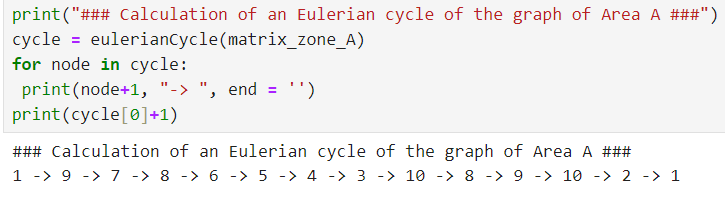 print("### Calculation of an Eulerian cycle of the graph of Area A ###")
cycle = eulerianCycle(matrix_zone_A)
for node in cycle:
 print(node+1, "-> ", end = '')
print(cycle[0]+1)
### Calculation of an Eulerian cycle of the graph of Area A ###
1 -> 9 -> 7 -> 8 -> 6 -> 5 -> 4 -> 3 -> 10 -> 8 -> 9 -> 10 -> 2 -> 1